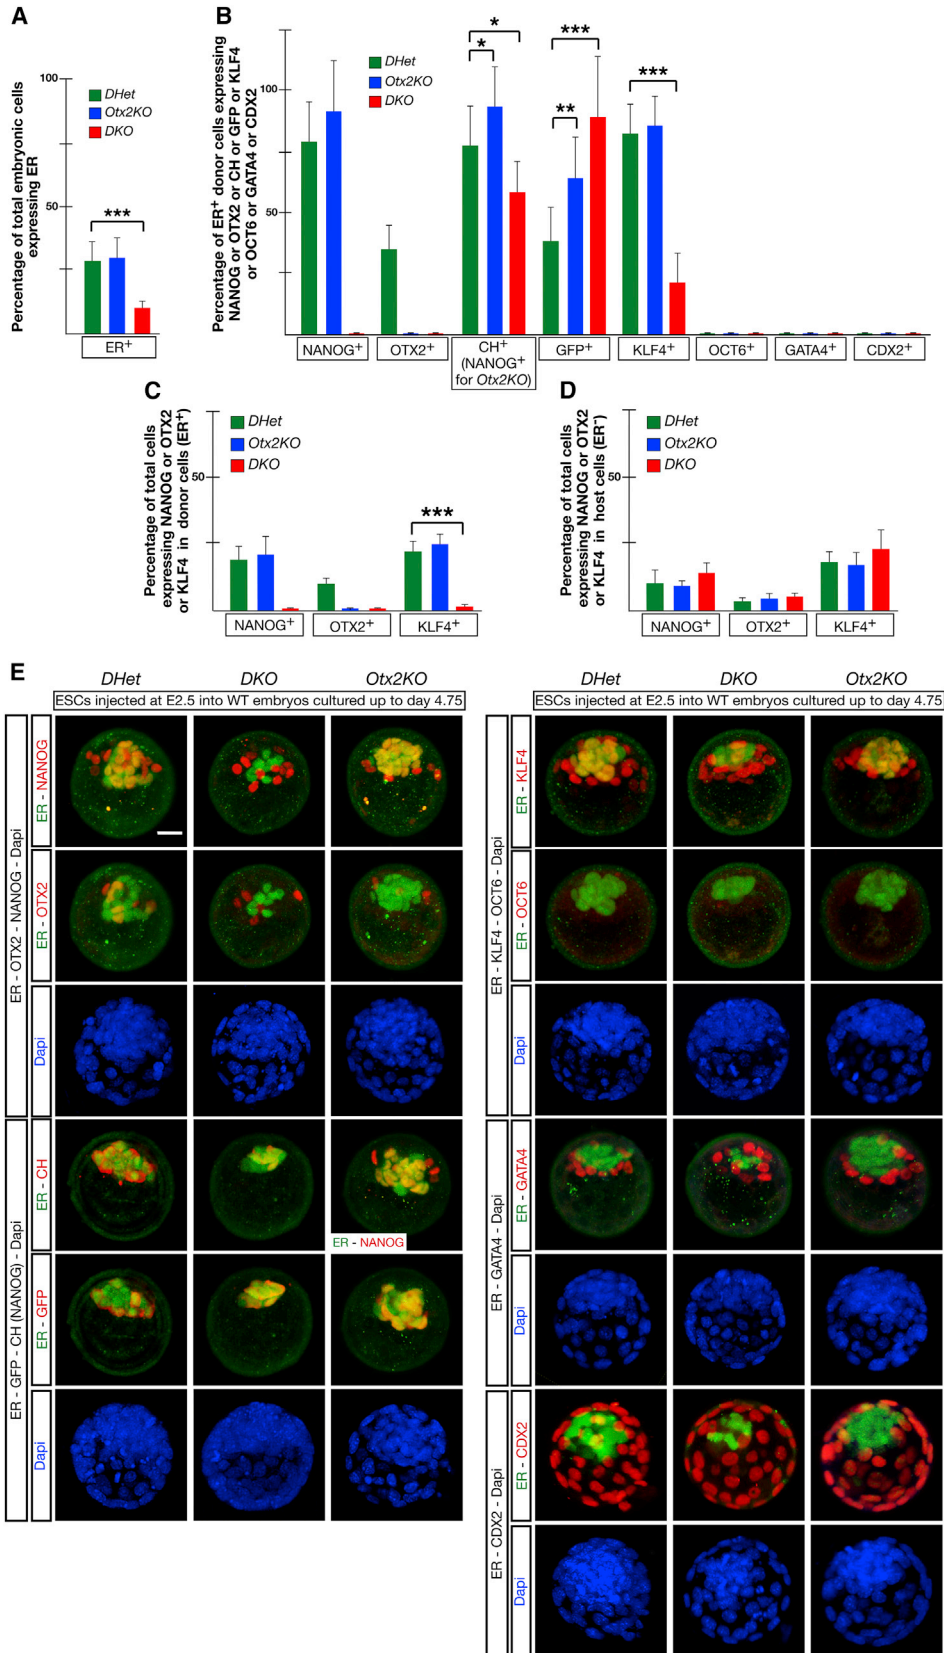 A
Percentage of total embryonic cells
expressing ER
100
50
DHet
Otx2KO
DKO
***
ER+
B
Percentage of ER+ donor cells expressing
NANOG or OTX2 or CH or GFP or KLF4
or OCT6 or GATA4 or CDX2
100
50
DHet
Otx2KO
DKO
*
*
***
**
***
NANOG+
OTX2+
CH+
(NANOG+
for Otx2KO)
GFP+
KLF4+
OCT6+
GATA4+
CDX2+
C
Percentage of total cells
expressing NANOG or OTX2
or KLF4 in donor cells (ER+)
50
DHet
Otx2KO
DKO
***
NANOG+
OTX2+
KLF4+
D
Percentage of total cells
expressing NANOG or OTX2
or KLF4 in host cells (ER-)
50
DHet
Otx2KO
DKO
NANOG+
OTX2+
KLF4+
E
DHet DKO Otx2KO
ESCs injected at E2.5 into WT embryos cultured up to day 4.75
ER - OTX2 - NANOG - Dapi
ER - NANOG
ER - OTX2
Dapi
ER - GFP - CH (NANOG) - Dapi
ER - CH
ER - NANOG
ER - GFP
Dapi
DHet DKO Otx2KO
ESCs injected at E2.5 into WT embryos cultured up to day 4.75
ER - KLF4 - OCT6 - Dapi
ER - KLF4
ER - OCT6
Dapi
ER - GATA4 - Dapi
ER - GATA4
Dapi
ER - CDX2 - Dapi
ER - CDX2
Dapi